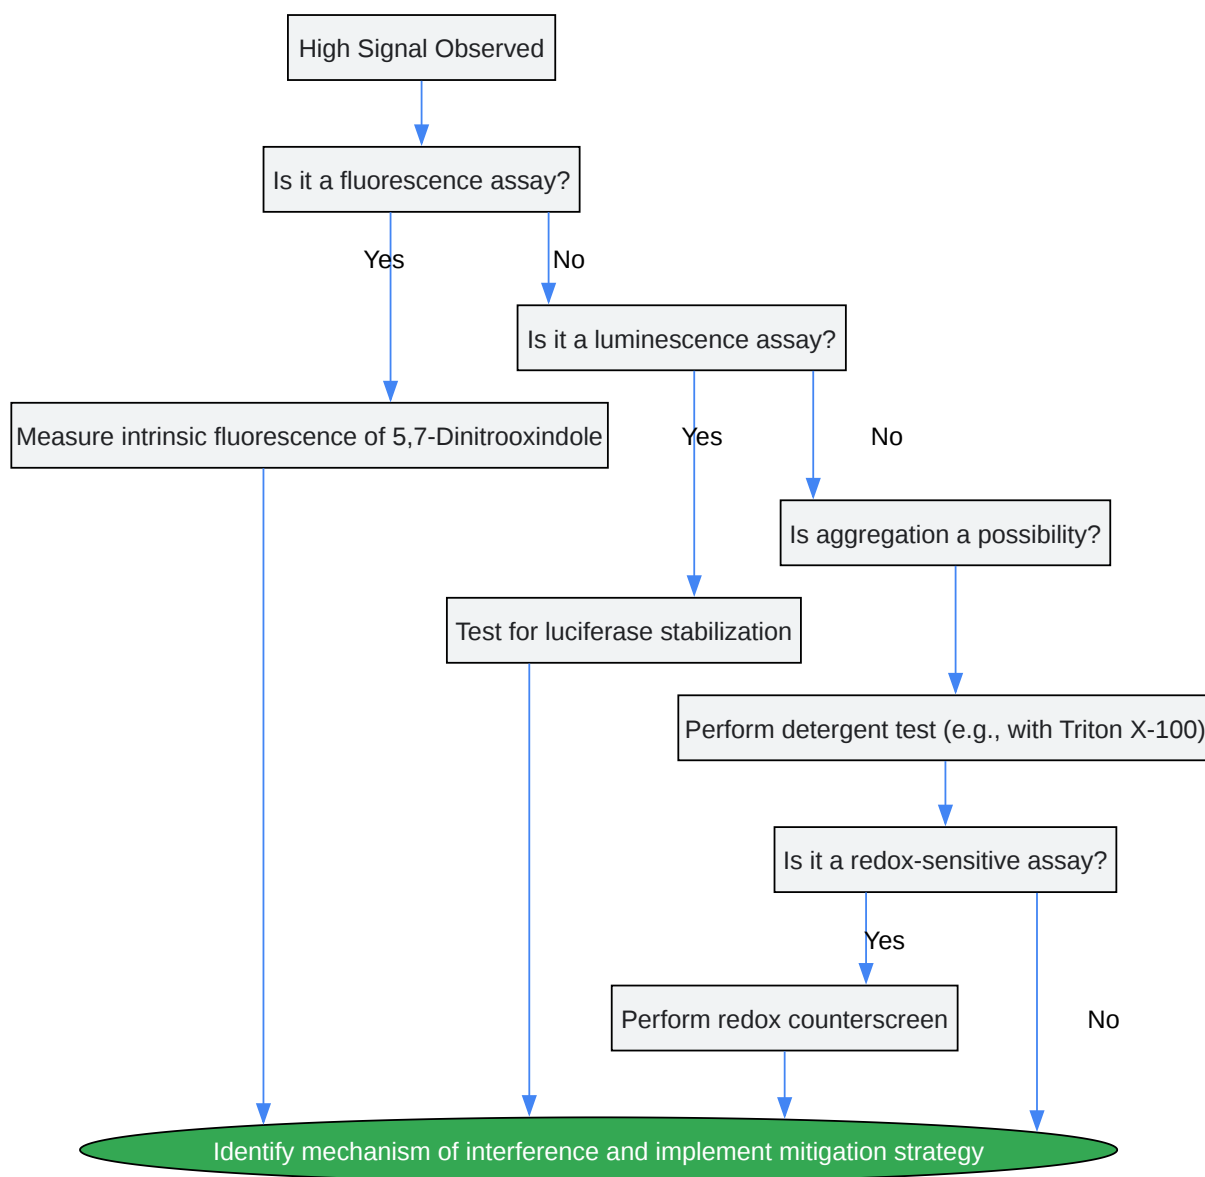 High Signal Observed
Is it a fluorescence assay?
Yes
No
Is it a luminescence assay?
Measure intrinsic fluorescence of 5,7-Dinitrooxindole
Yes
No
Is aggregation a possibility?
Test for luciferase stabilization
Perform detergent test (e.g., with Triton X-100)
Is it a redox-sensitive assay?
Yes
Perform redox counterscreen
No
Identify mechanism of interference and implement mitigation strategy